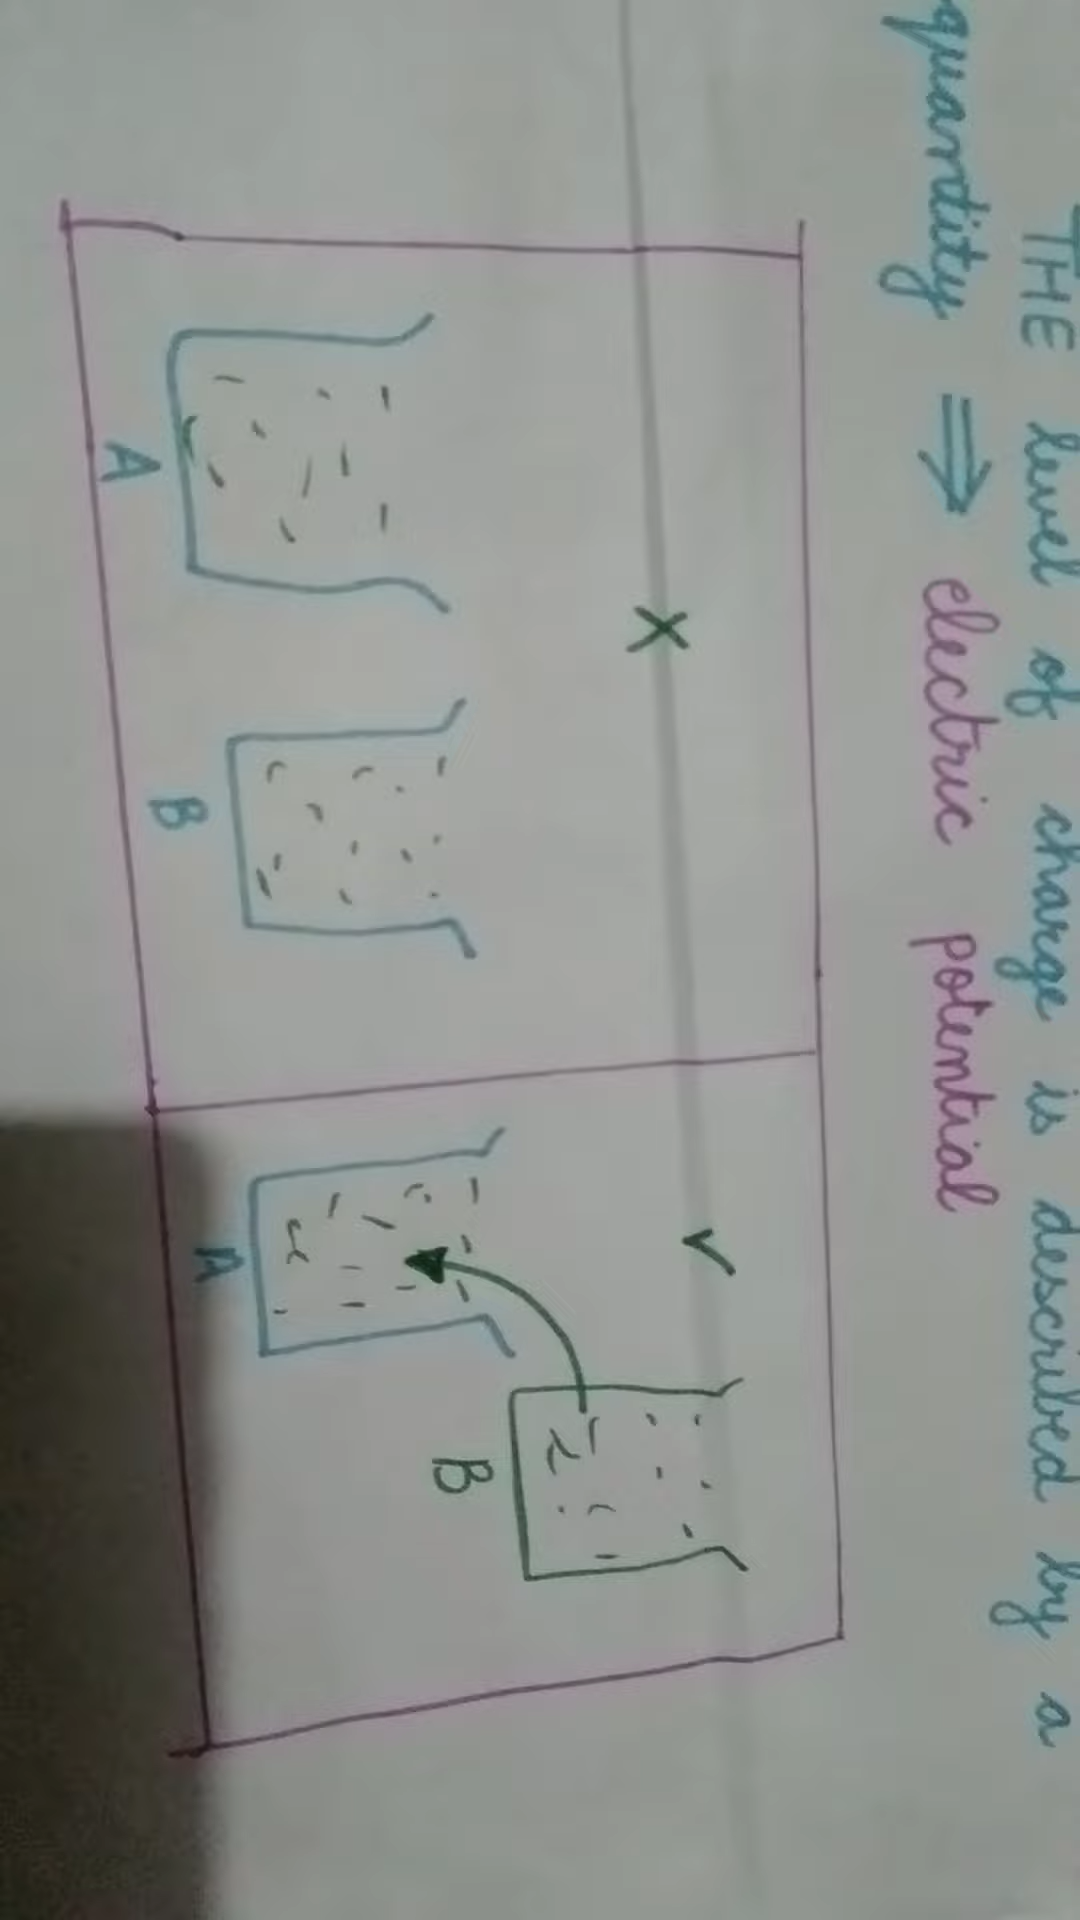 THE level of charge is described by a
quantity ⇒ electric potential
X ✓
A B A B